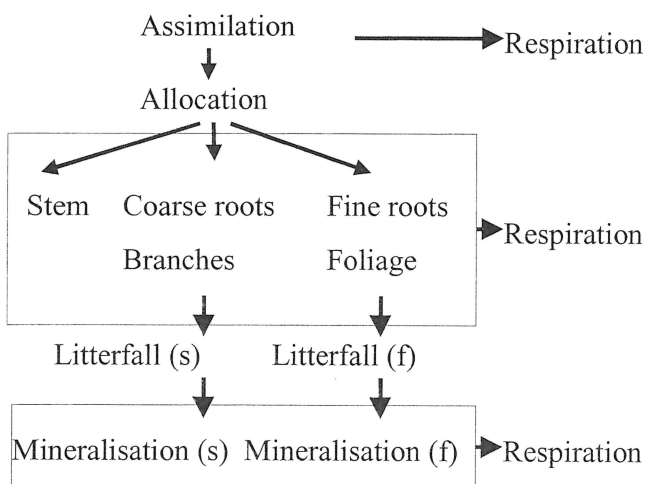 Assimilation
Respiration
Allocation
Stem Coarse roots Fine roots
Respiration
Branches Foliage
Litterfall (s) Litterfall (f)
Mineralisation (s) Mineralisation (f) Respiration